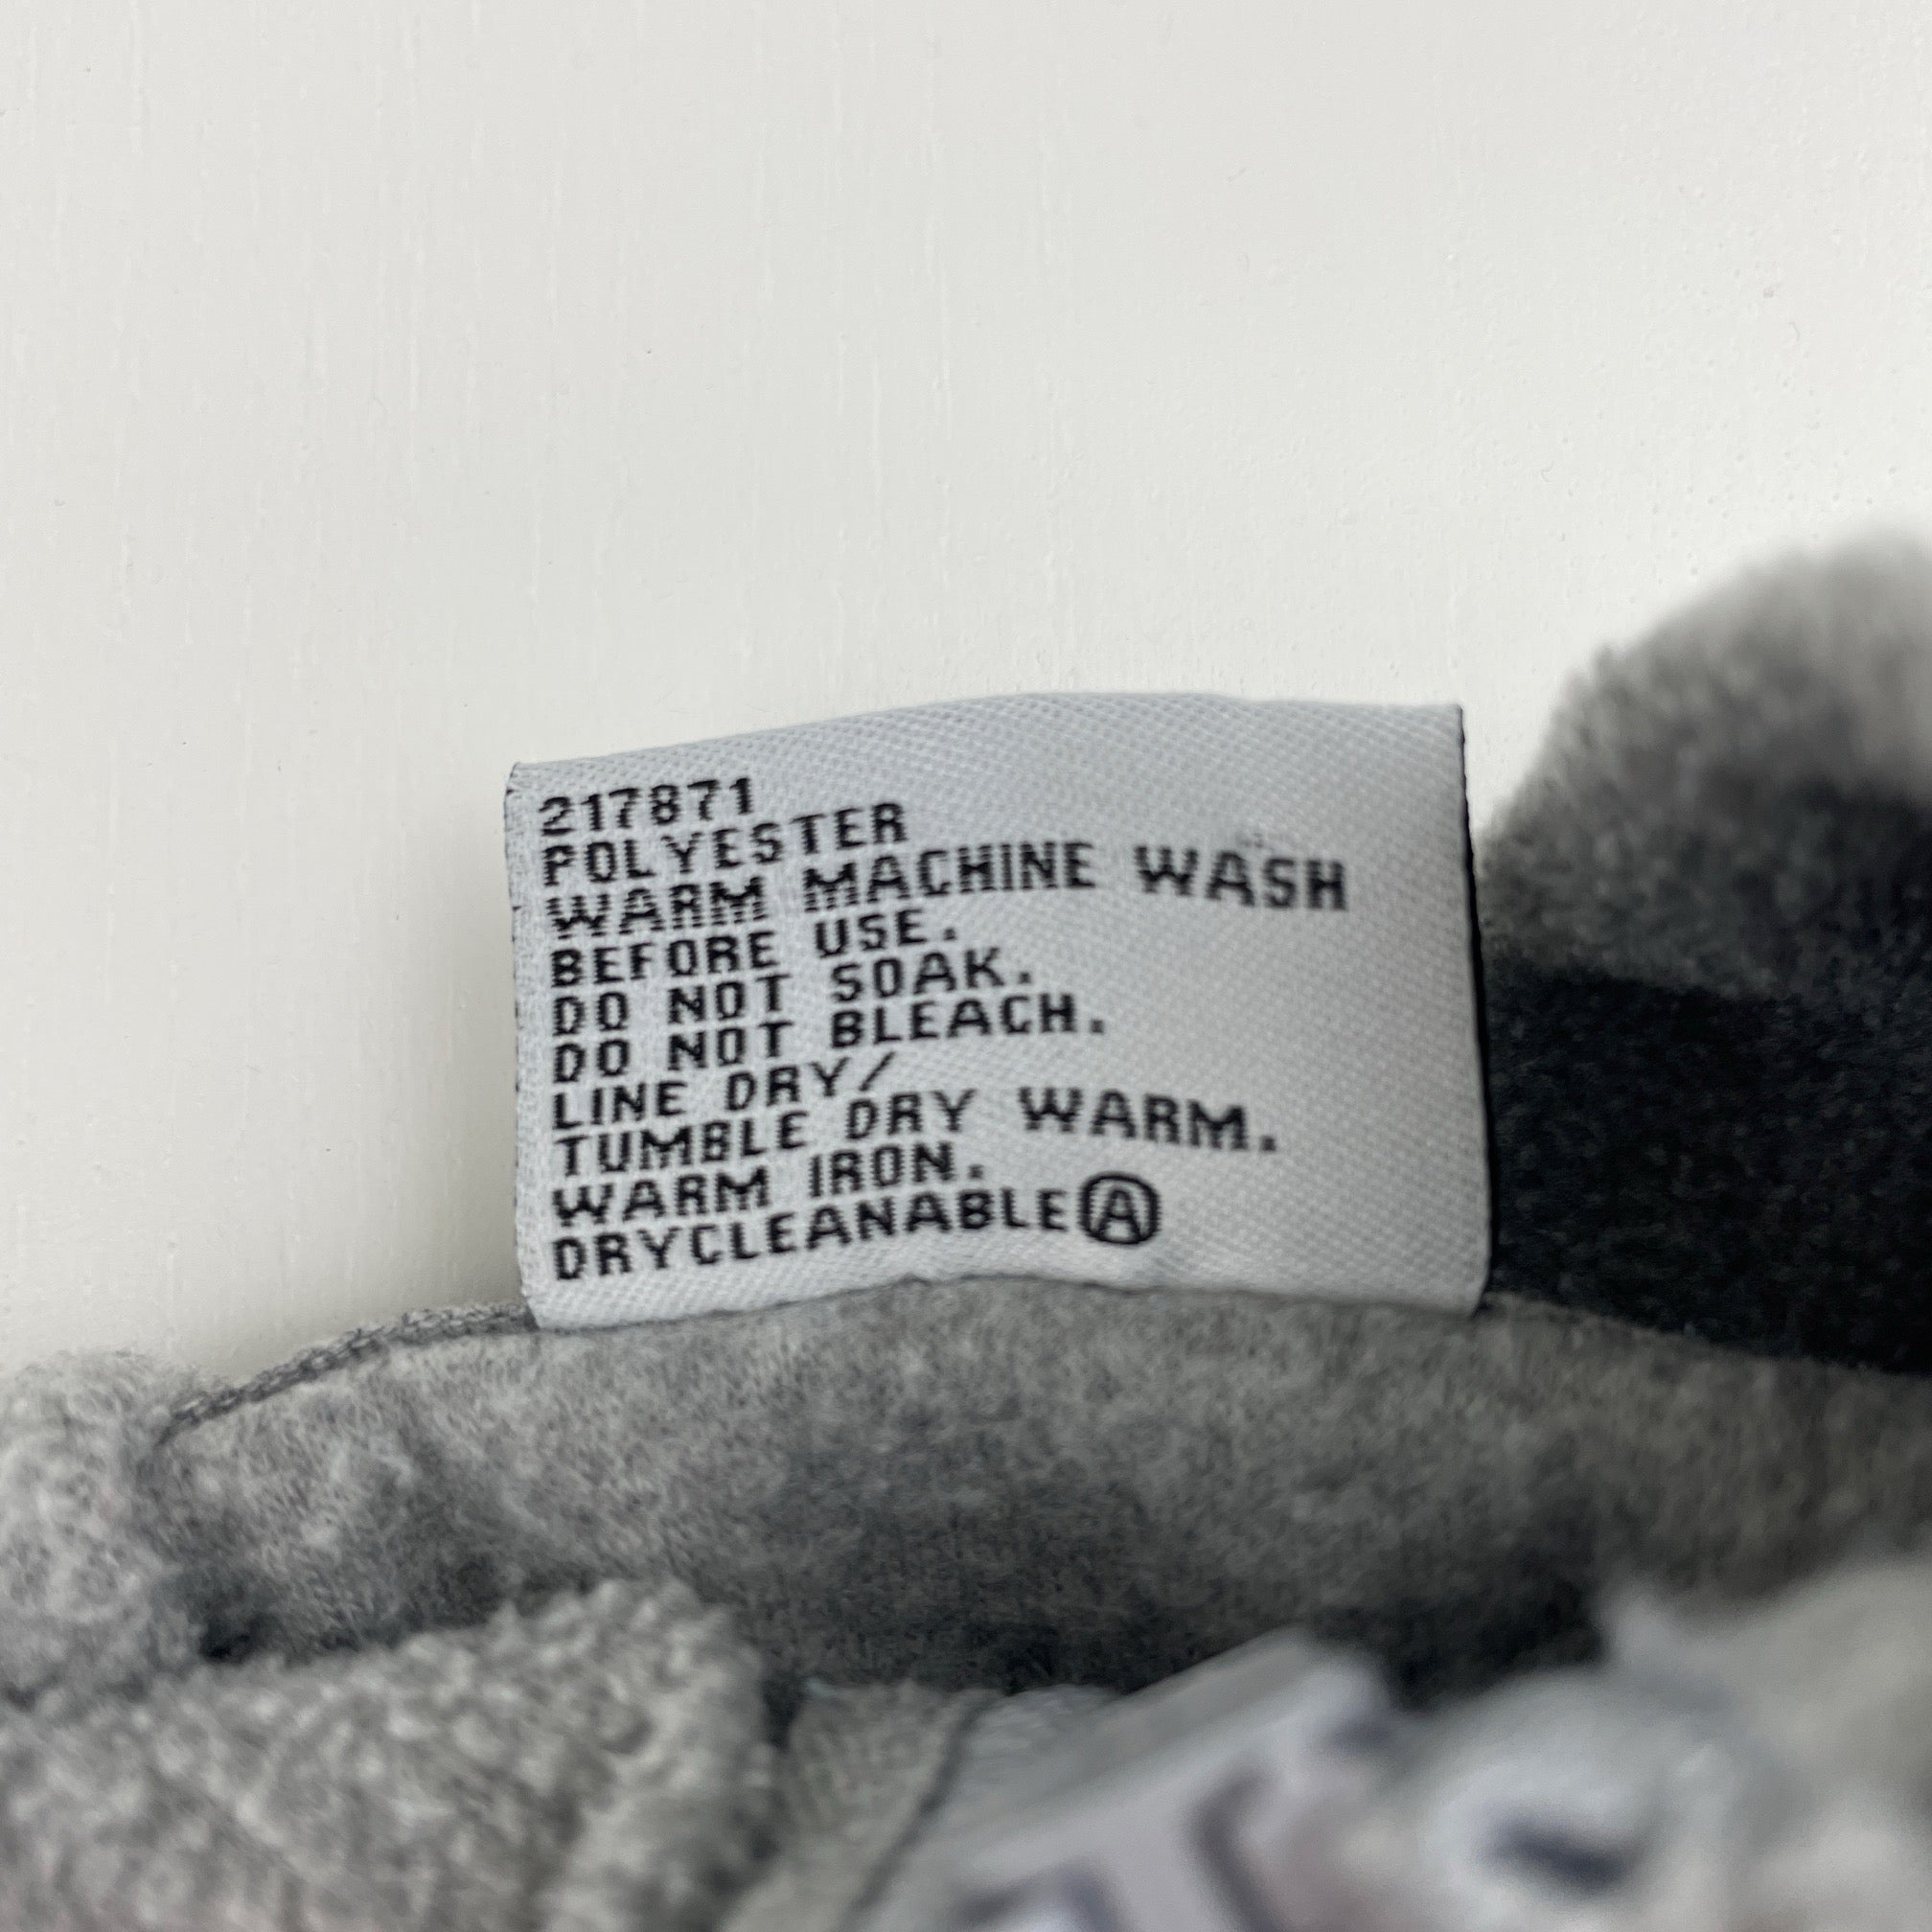 217871
POLYESTER
WARM MACHINE WASH
BEFORE USE.
DO NOT SOAK.
DO NOT BLEACH.
LINE DRY/
TUMBLE DRY WARM.
WARM IRON.
DRYCLEANABLEⒶ